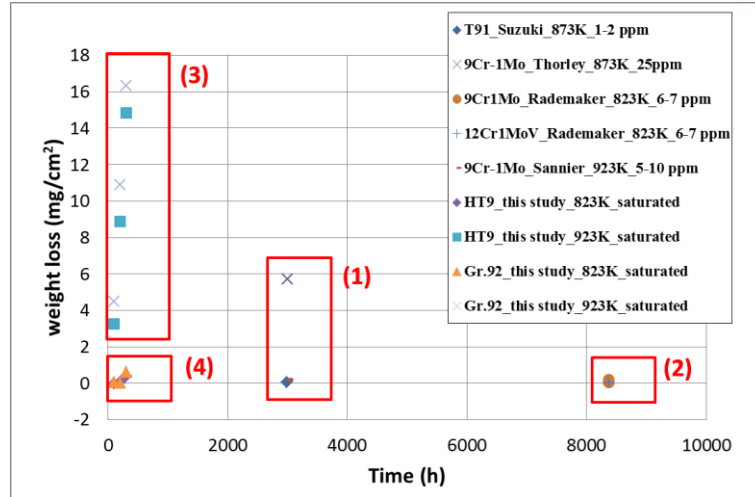 18
16
14
12
10
8
6
4
2
0
-2
weight loss (mg/cm²)
0
2000
4000
6000
8000
10000
Time (h)
(3)
(4)
(1)
(2)
T91_Suzuki_873K_1-2 ppm
9Cr-1Mo_Thorley_873K_25ppm
9Cr1Mo_Rademaker_823K_6-7 ppm
12Cr1MoV_Rademaker_823K_6-7 ppm
9Cr-1Mo_Sannier_923K_5-10 ppm
HT9_this study_823K_saturated
HT9_this study_923K_saturated
Gr.92_this study_823K_saturated
Gr.92_this study_923K_saturated